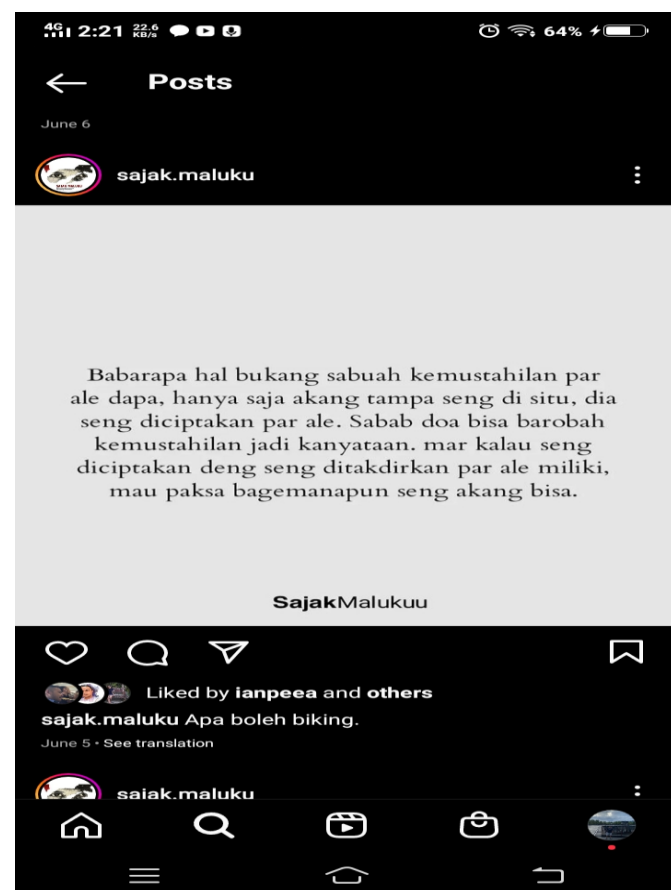 4G 2:21 22.6 KB/s 64%
Posts
June 6
sajak.maluku
Babarapa hal bukang sabuah kemustahilan par
ale dapa, hanya saja akang tampa seng di situ, dia
seng diciptakan par ale. Sabab doa bisa barobah
kemustahilan jadi kanyataan. mar kalau seng
diciptakan deng seng ditakdirkan par ale miliki,
mau paksa bagemanapun seng akang bisa.
SajakMalukuu
Liked by ianpeea and others
sajak.maluku Apa boleh biking.
June 5 • See translation
sajak.maluku